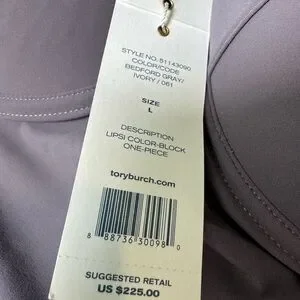 STYLE NO. 51143090
COLOR/CODE
BEDFORD GRAY/
IVORY / 061
SIZE
L
DESCRIPTION
LIPSI COLOR-BLOCK
ONE-PIECE
toryburch.com
8 88736 30098 0
SUGGESTED RETAIL
US $225.00